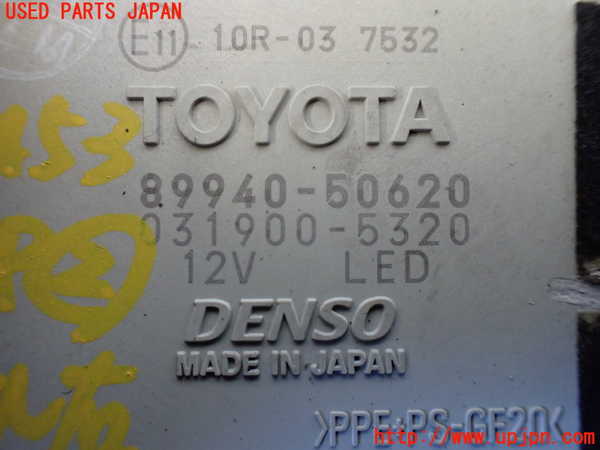 USED PARTS JAPAN
E11 10R-03 7532
TOYOTA
89940-50620
031900-5320
12V LED
DENSO
MADE IN JAPAN
>PPE+PS-GF20<
http://www.upjpn.com/